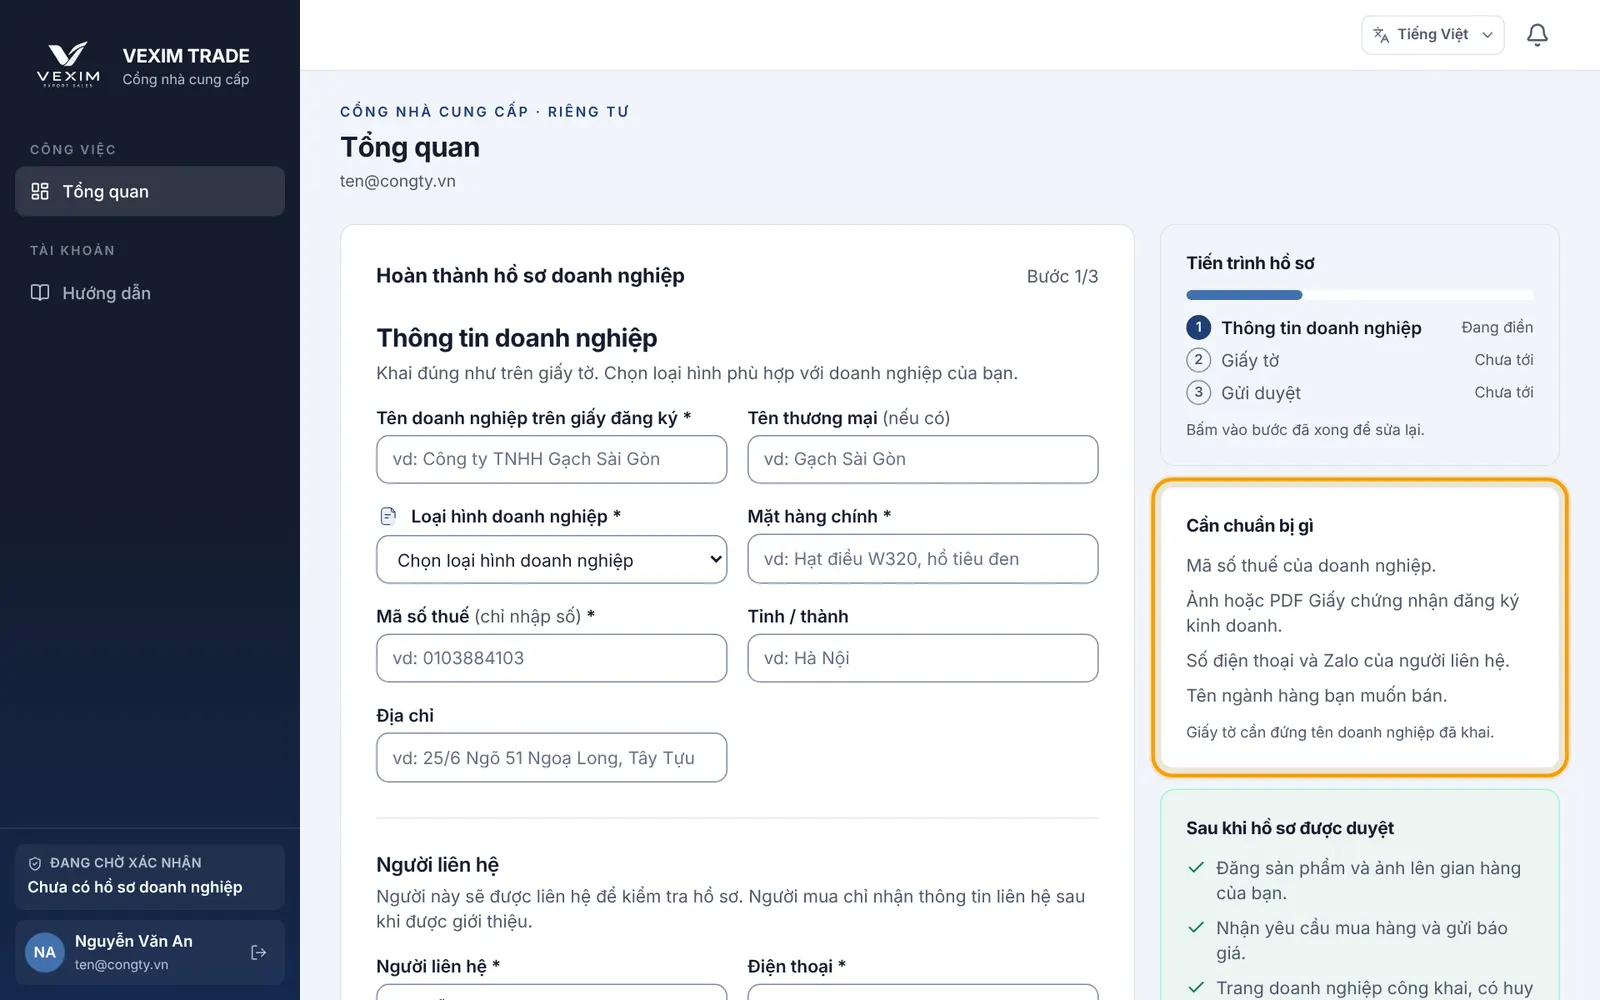 VEXIM
EXPORT SALES
VEXIM TRADE
Cổng nhà cung cấp
CÔNG VIỆC
Tổng quan
TÀI KHOẢN
Hướng dẫn
ĐANG CHỜ XÁC NHẬN
Chưa có hồ sơ doanh nghiệp
NA
Nguyễn Văn An
ten@congty.vn
Tiếng Việt
CỔNG NHÀ CUNG CẤP · RIÊNG TƯ
Tổng quan
ten@congty.vn
Hoàn thành hồ sơ doanh nghiệp
Bước 1/3
Thông tin doanh nghiệp
Khai đúng như trên giấy tờ. Chọn loại hình phù hợp với doanh nghiệp của bạn.
Tên doanh nghiệp trên giấy đăng ký *
vd: Công ty TNHH Gạch Sài Gòn
Tên thương mại (nếu có)
vd: Gạch Sài Gòn
Loại hình doanh nghiệp *
Chọn loại hình doanh nghiệp
Mặt hàng chính *
vd: Hạt điều W320, hồ tiêu đen
Mã số thuế (chỉ nhập số) *
vd: 0103884103
Tỉnh / thành
vd: Hà Nội
Địa chỉ
vd: 25/6 Ngõ 51 Ngoạ Long, Tây Tựu
Người liên hệ
Người này sẽ được liên hệ để kiểm tra hồ sơ. Người mua chỉ nhận thông tin liên hệ sau
khi được giới thiệu.
Người liên hệ *
Điện thoại *
Tiến trình hồ sơ
1 Thông tin doanh nghiệp Đang điền
2 Giấy tờ Chưa tới
3 Gửi duyệt Chưa tới
Bấm vào bước đã xong để sửa lại.
Cần chuẩn bị gì
Mã số thuế của doanh nghiệp.
Ảnh hoặc PDF Giấy chứng nhận đăng ký
kinh doanh.
Số điện thoại và Zalo của người liên hệ.
Tên ngành hàng bạn muốn bán.
Giấy tờ cần đứng tên doanh nghiệp đã khai.
Sau khi hồ sơ được duyệt
Đăng sản phẩm và ảnh lên gian hàng
của bạn.
Nhận yêu cầu mua hàng và gửi báo
giá.
Trang doanh nghiệp công khai, có huy